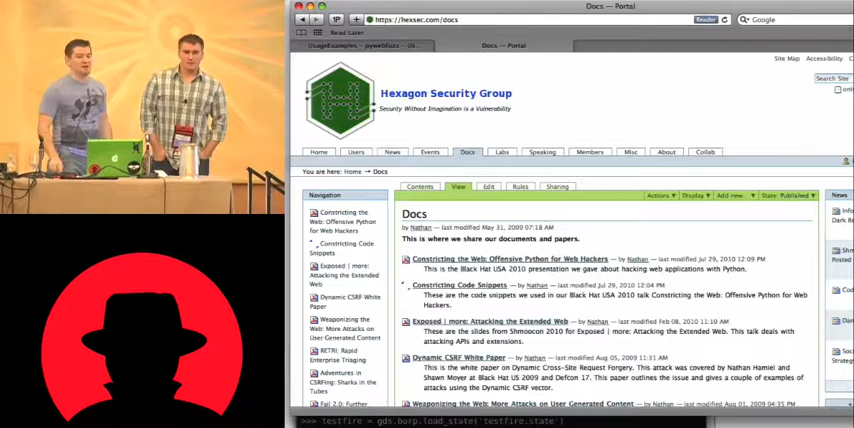 Docs — Portal
1P
https://hexsec.com/docs
Reader
Google
Read Later
UsageExamples - pywebfuzz - Us...
Docs — Portal
Site Map
Accessibility
Hexagon Security Group
Security Without Imagination is a Vulnerability
Search Site
Home
Users
News
Events
Docs
Labs
Speaking
Members
Misc
About
Collab
You are here: Home → Docs
Navigation
Constricting the
Web: Offensive Python
for Web Hackers
Constricting Code
Snippets
Exposed | more:
Attacking the Extended
Web
Dynamic CSRF White
Paper
Weaponizing the
Web: More Attacks on
User Generated Content
RETRI: Rapid
Enterprise Triaging
Adventures in
CSRFing: Sharks in the
Tubes
Fail 2.0: Further
Contents
View
Edit
Rules
Sharing
Actions
Display
Add new...
State: Published
Docs
by Nathan — last modified May 31, 2009 07:18 AM
This is where we share our documents and papers.
Constricting the Web: Offensive Python for Web Hackers — by Nathan — last modified Jul 29, 2010 12:09 PM
This is the Black Hat USA 2010 presentation we gave about hacking web applications with Python.
Constricting Code Snippets — by Nathan — last modified Jul 29, 2010 12:04 PM
These are the code snippets we used in our Black Hat USA 2010 talk Constricting the Web: Offensive Python for Web
Hackers.
Exposed | more: Attacking the Extended Web — by Nathan — last modified Feb 08, 2010 11:10 AM
These are the slides from Shmoocon 2010 for Exposed | more: Attacking the Extended Web. This talk deals with
attacking APIs and extensions.
Dynamic CSRF White Paper — by Nathan — last modified Aug 05, 2009 11:31 AM
This is the white paper on Dynamic Cross-Site Request Forgery. This attack was covered by Nathan Hamiel and
Shawn Moyer at Black Hat US 2009 and Defcon 17. This paper outlines the issue and gives a couple of examples of
attacks using the Dynamic CSRF vector.
Weaponizing the Web: More Attacks on User Generated Content — by Nathan — last modified Aug 01, 2009 04:35 PM
News
Posted
>>> testfire = gds.burp.load_state('testfire.state')